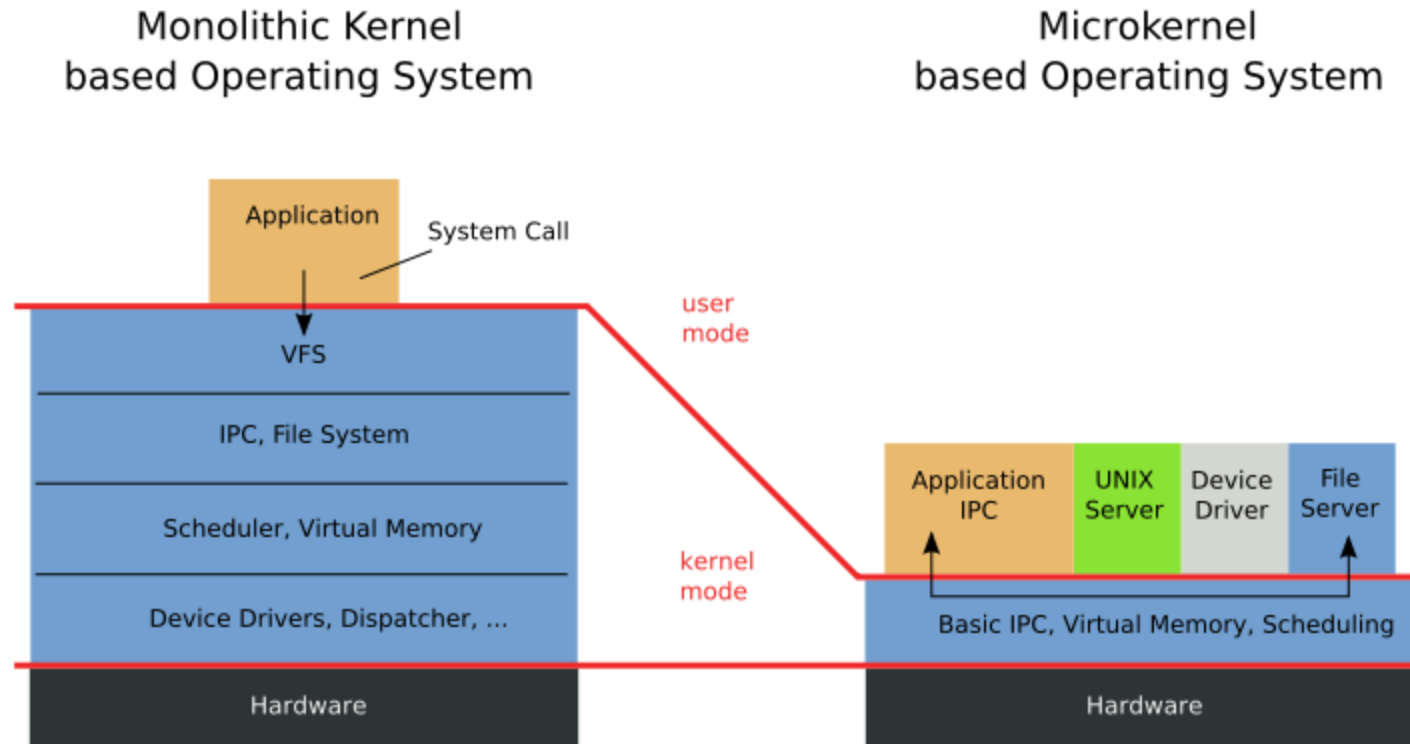 Monolithic Kernel
based Operating System
Microkernel
based Operating System
Application
System Call
user
mode
VFS
IPC, File System
Scheduler, Virtual Memory
kernel
mode
Device Drivers, Dispatcher, ...
Hardware
Application
IPC
UNIX
Server
Device
Driver
File
Server
Basic IPC, Virtual Memory, Scheduling
Hardware